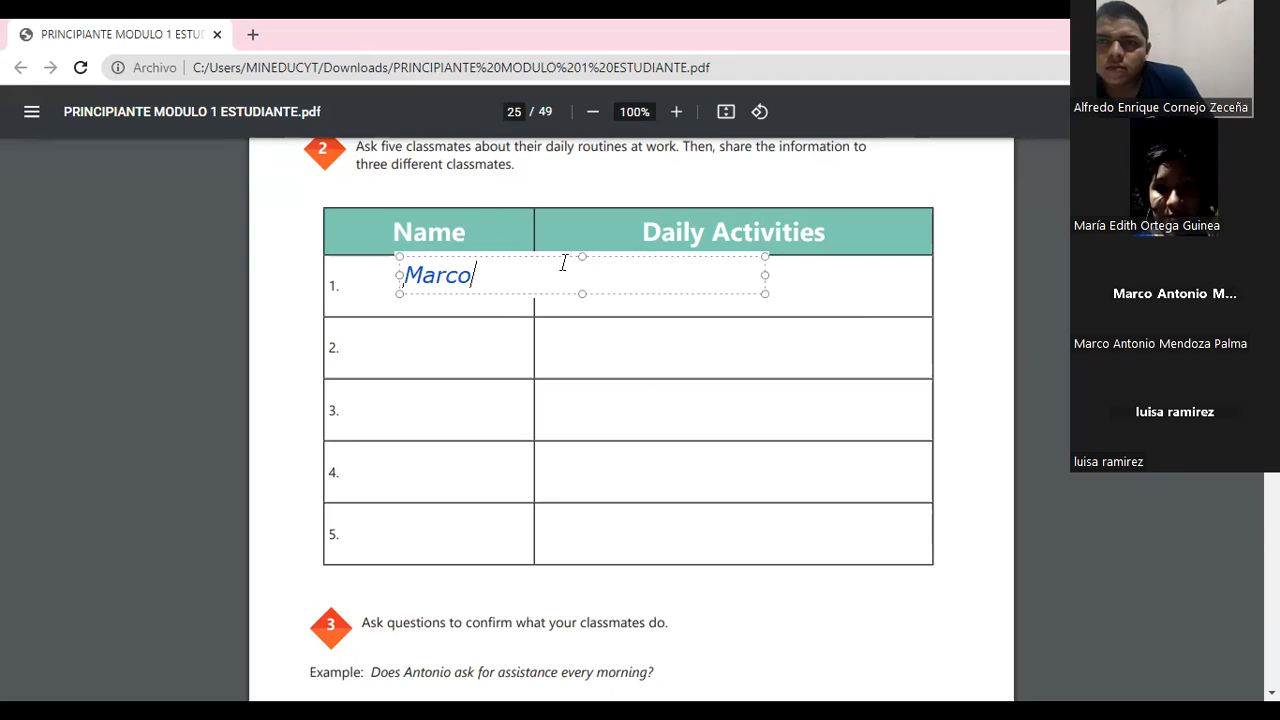 PRINCIPIANTE MODULO 1 ESTUD
Archivo
C:/Users/MINEDUCYT/Downloads/PRINCIPIANTE%20MODULO%201%20ESTUDIANTE.pdf
PRINCIPIANTE MODULO 1 ESTUDIANTE.pdf
25 / 49
100%
2
Ask five classmates about their daily routines at work. Then, share the information to
three different classmates.
Name
Daily Activities
1.
Marco
2.
3.
4.
5.
3
Ask questions to confirm what your classmates do.
Example: Does Antonio ask for assistance every morning?
Alfredo Enrique Cornejo Zeceña
María Edith Ortega Guinea
Marco Antonio M...
Marco Antonio Mendoza Palma
luisa ramirez
luisa ramirez